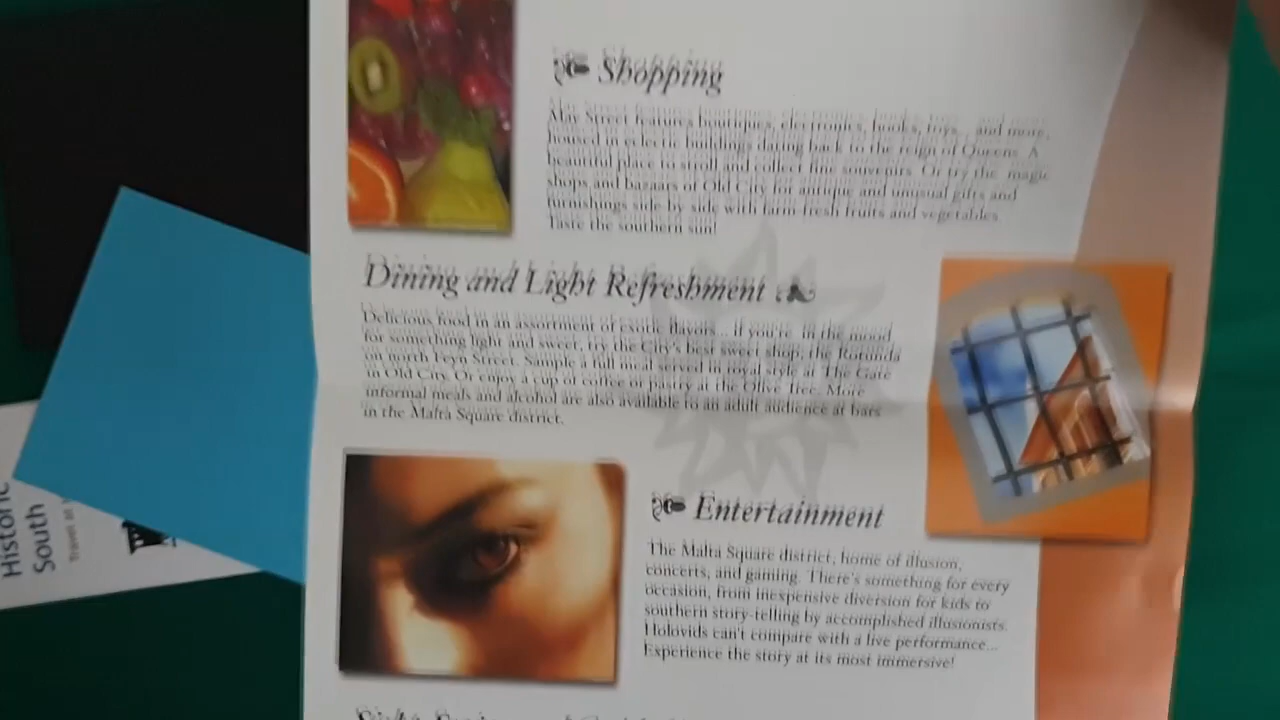 Shopping
May Street features boutiques, electronics, books, toys... and more,
housed in eclectic buildings dating back to the reign of Queens. A
beautiful place to stroll and collect fine souvenirs. Or try the magic
shops and bazaars of Old City for antique and unusual gifts and
furnishings side by side with farm-fresh fruits and vegetables.
Taste the southern sun!
Dining and Light Refreshment
Delicious food in an assortment of exotic flavors... if you're in the mood
for something light and sweet, try the City's best sweet shop, the Rotunda
on north Feyn Street. Sample a full meal served in royal style at The Gate
in Old City. Or enjoy a cup of coffee or pastry at the Olive Tree. More
informal meals and alcohol are also available to an adult audience at bars
in the Malta Square district.
Entertainment
The Malta Square district, home of illusion,
concerts, and gaming. There's something for every
occasion, from inexpensive diversion for kids to
southern story-telling by accomplished illusionists.
Holovids can't compare with a live performance...
Experience the story at its most immersive!
Historic
South
Travel at